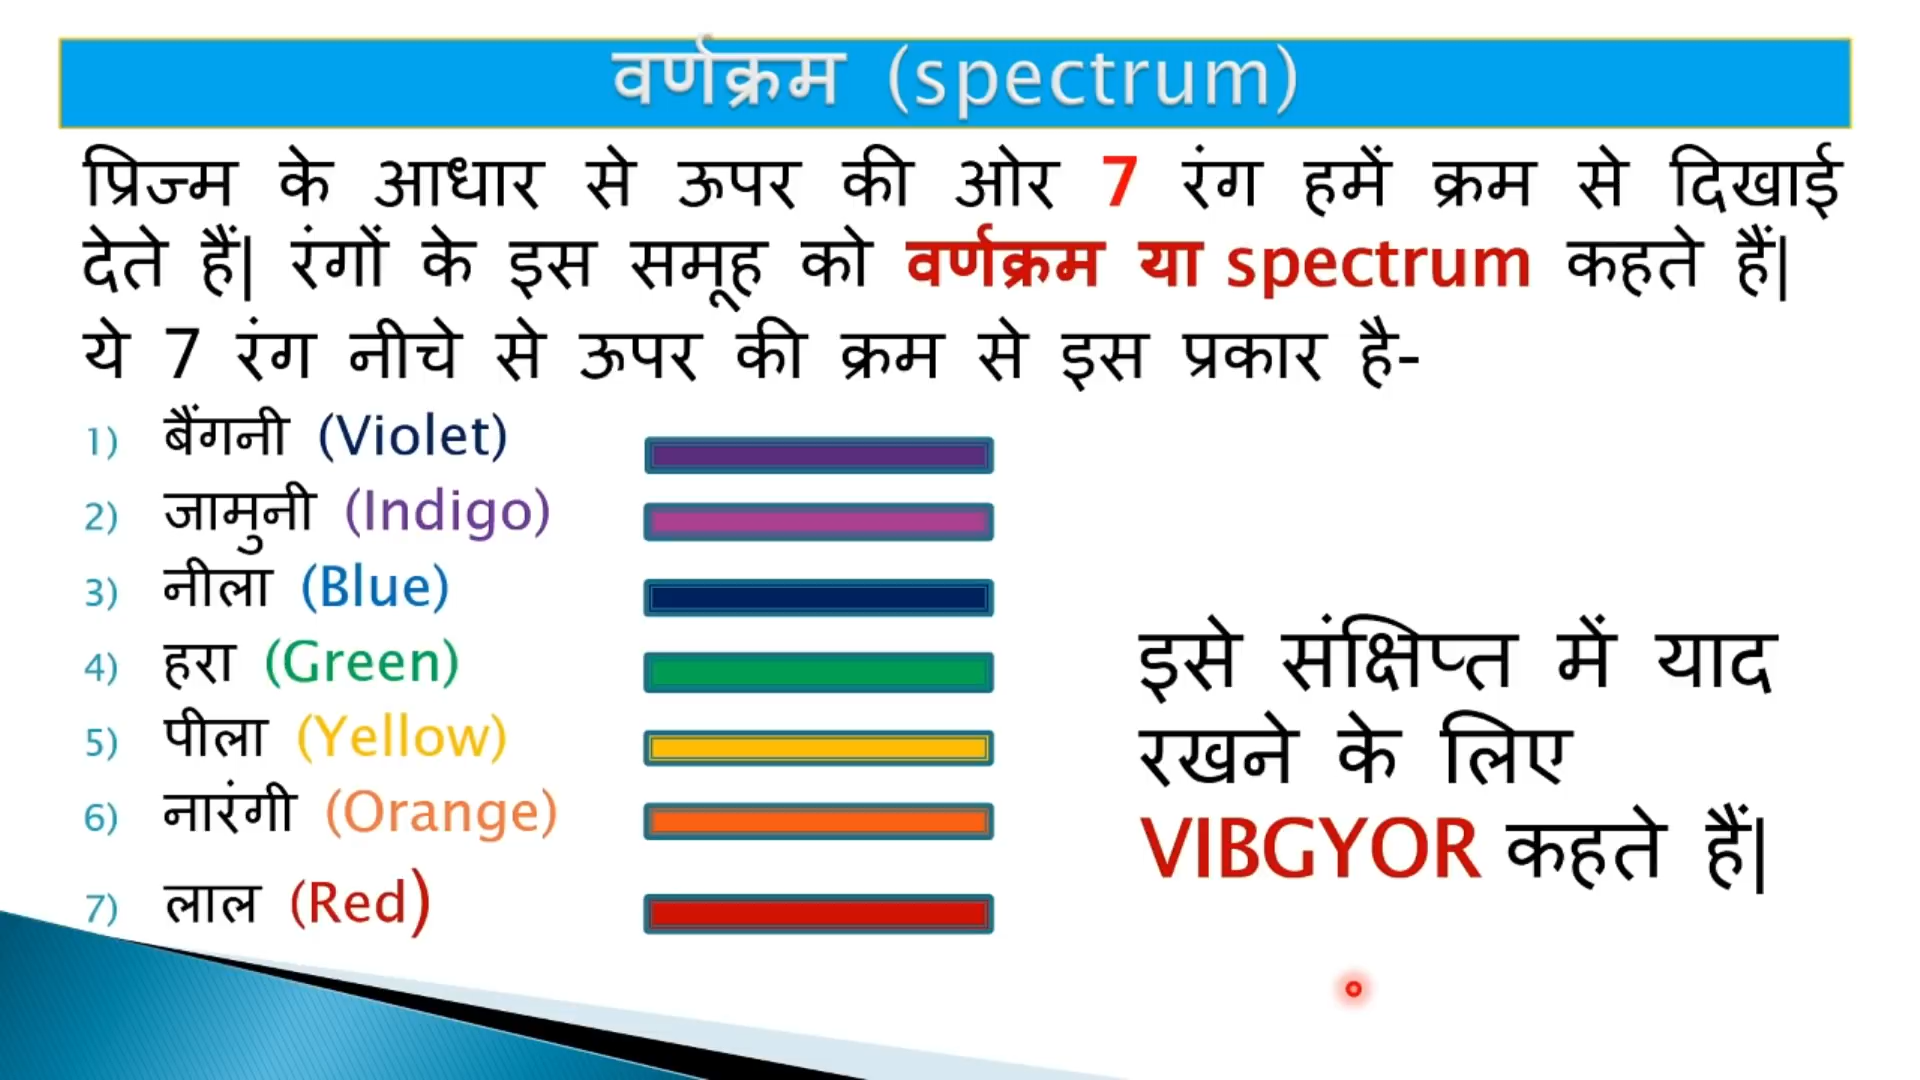 वर्णक्रम (spectrum)
प्रिज्म के आधार से ऊपर की ओर 7 रंग हमें क्रम से दिखाई
देते हैं| रंगों के इस समूह को वर्णक्रम या spectrum कहते हैं|
ये 7 रंग नीचे से ऊपर की क्रम से इस प्रकार है-
1) बैंगनी (Violet)
2) जामुनी (Indigo)
3) नीला (Blue)
4) हरा (Green)
5) पीला (Yellow)
6) नारंगी (Orange)
7) लाल (Red)
इसे संक्षिप्त में याद
रखने के लिए
VIBGYOR कहते हैं|